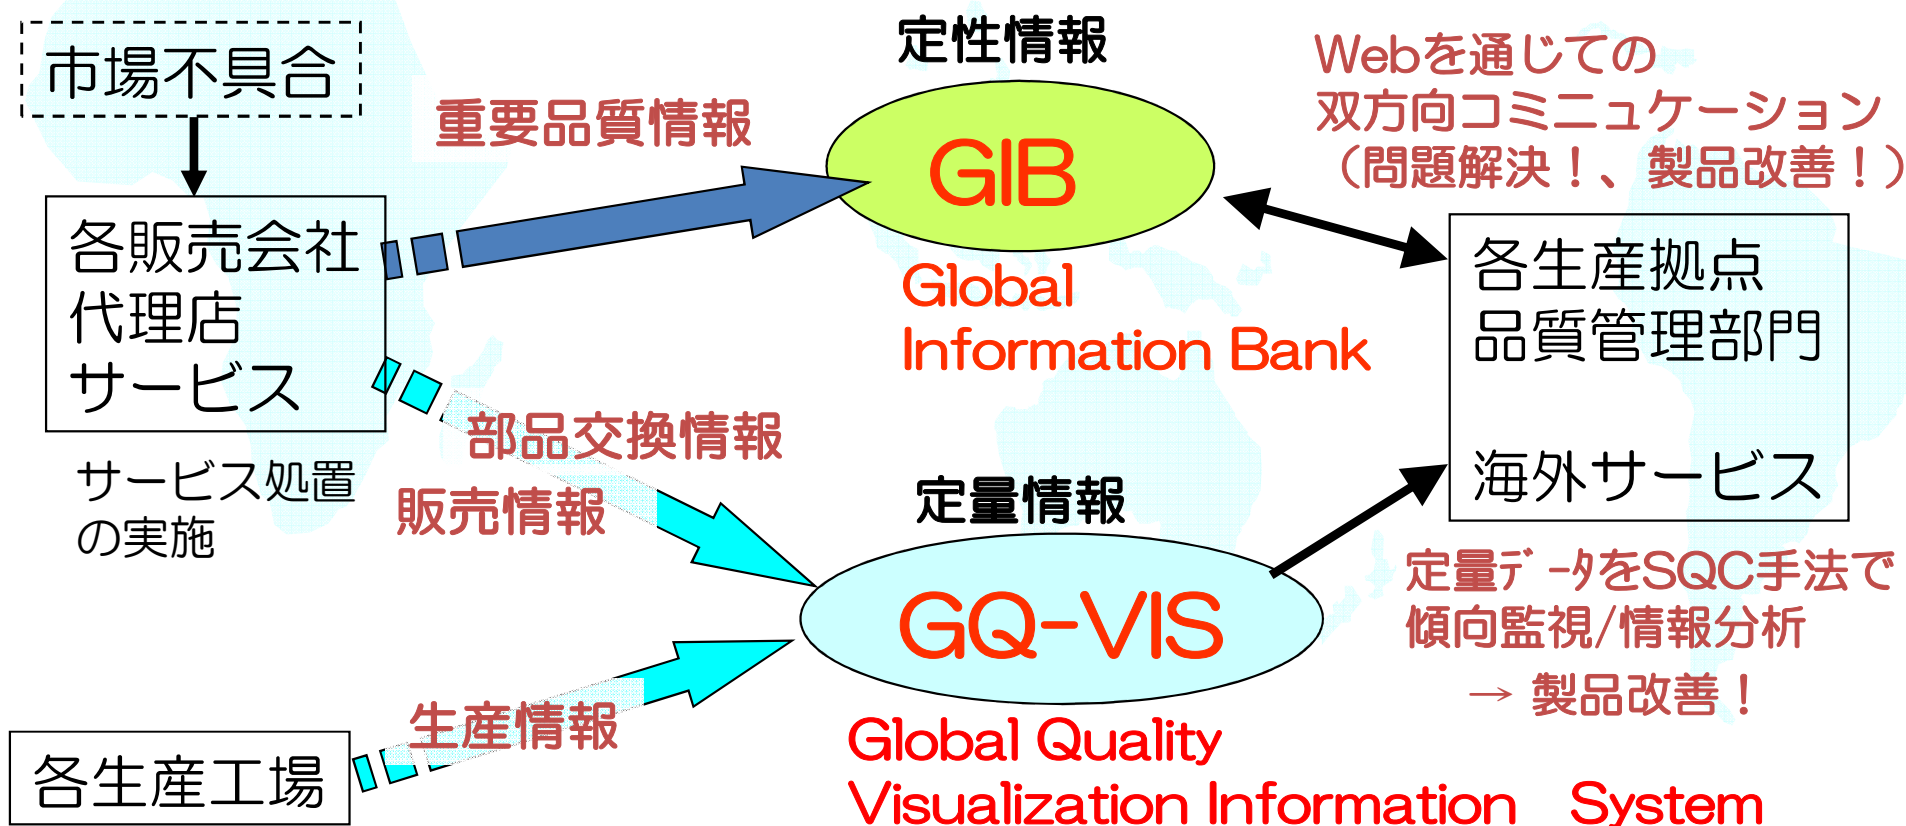 市場不具合
各販売会社
代理店
サービス
サービス処置
の実施
各生産工場
重要品質情報
部品交換情報
販売情報
生産情報
定性情報
GIB
Global
Information Bank
定量情報
GQ-VIS
Global Quality
Visualization Information　System
Webを通じての
双方向コミニュケーション
（問題解決！、製品改善！）
各生産拠点
品質管理部門
海外サービス
定量ﾃﾞｰﾀをSQC手法で
傾向監視/情報分析
→ 製品改善！